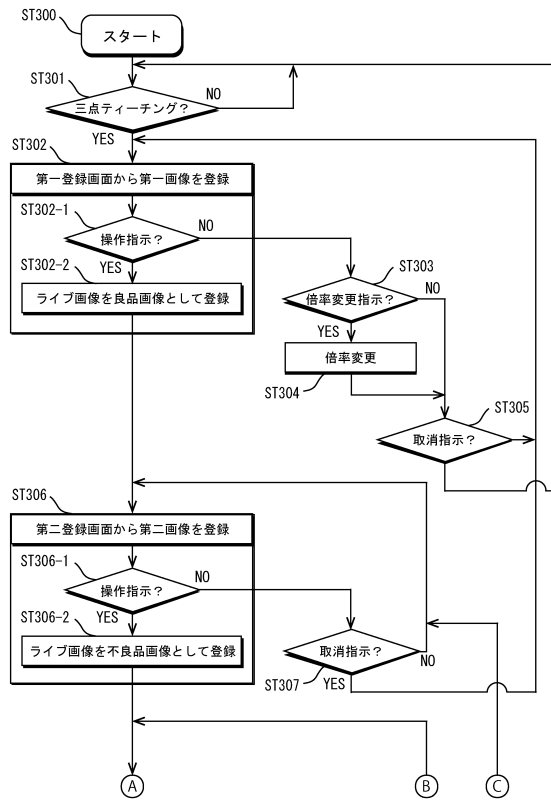 ST300
スタート
ST301
三点ティーチング？
NO
YES
ST302
第一登録画面から第一画像を登録
ST302-1
操作指示？
NO
YES
ST302-2
ライブ画像を良品画像として登録
ST303
倍率変更指示？
NO
YES
倍率変更
ST304
ST305
取消指示？
ST306
第二登録画面から第二画像を登録
ST306-1
操作指示？
NO
YES
ST306-2
ライブ画像を不良品画像として登録
取消指示？
NO
ST307
YES
A
B
C